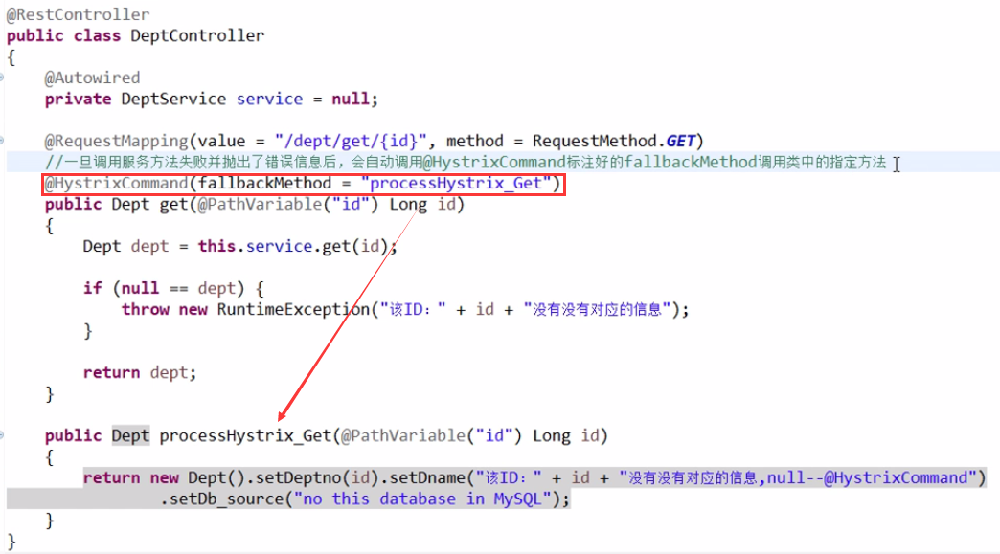 @RestController
public class DeptController
{
@Autowired
private DeptService service = null;
@RequestMapping(value = "/dept/get/{id}", method = RequestMethod.GET)
//一旦调用服务方法失败并抛出了错误信息后，会自动调用@HystrixCommand标注好的fallbackMethod调用类中的指定方法
@HystrixCommand(fallbackMethod = "processHystrix_Get")
public Dept get(@PathVariable("id") Long id)
{
Dept dept = this.service.get(id);
if (null == dept) {
throw new RuntimeException("该ID：" + id + "没有没有对应的信息");
}
return dept;
}
public Dept processHystrix_Get(@PathVariable("id") Long id)
{
return new Dept().setDeptno(id).setDname("该ID：" + id + "没有没有对应的信息,null--@HystrixCommand")
.setDb_source("no this database in MySQL");
}
}